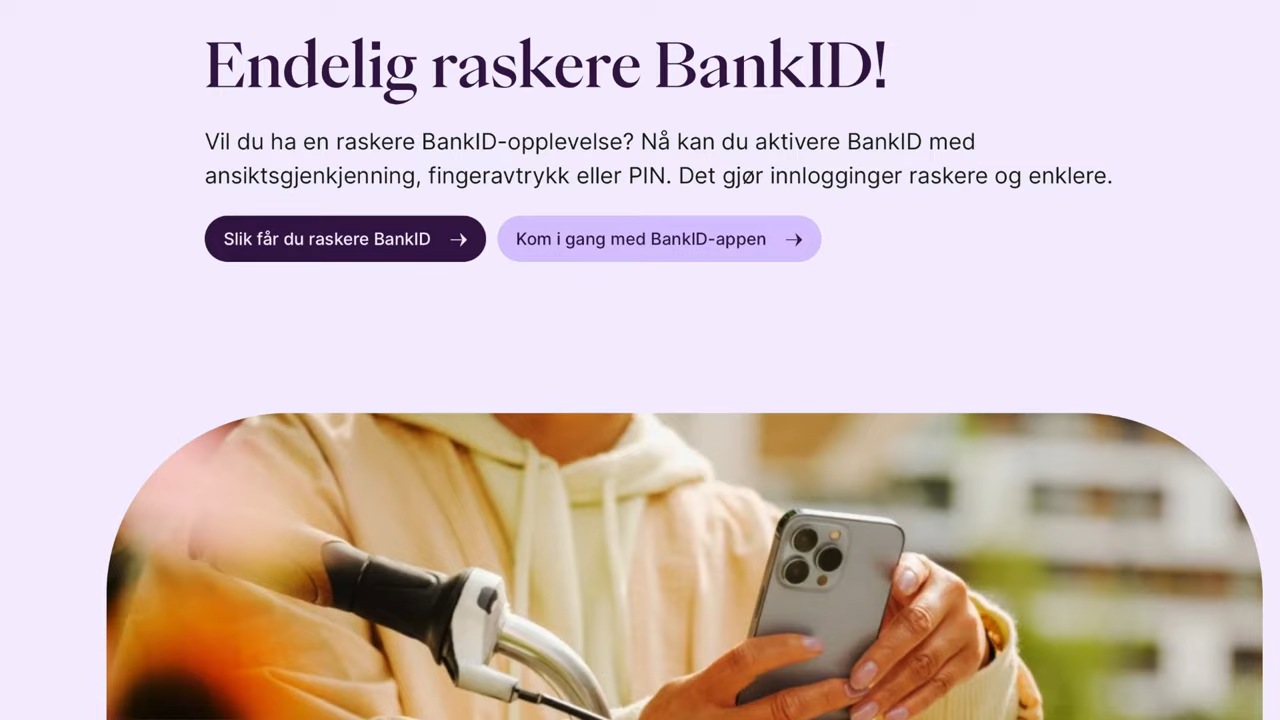 Endelig raskere BankID!
Vil du ha en raskere BankID-opplevelse? Nå kan du aktivere BankID med
ansiktsgjenkjenning, fingeravtrykk eller PIN. Det gjør innlogginger raskere og enklere.
Slik får du raskere BankID →
Kom i gang med BankID-appen →